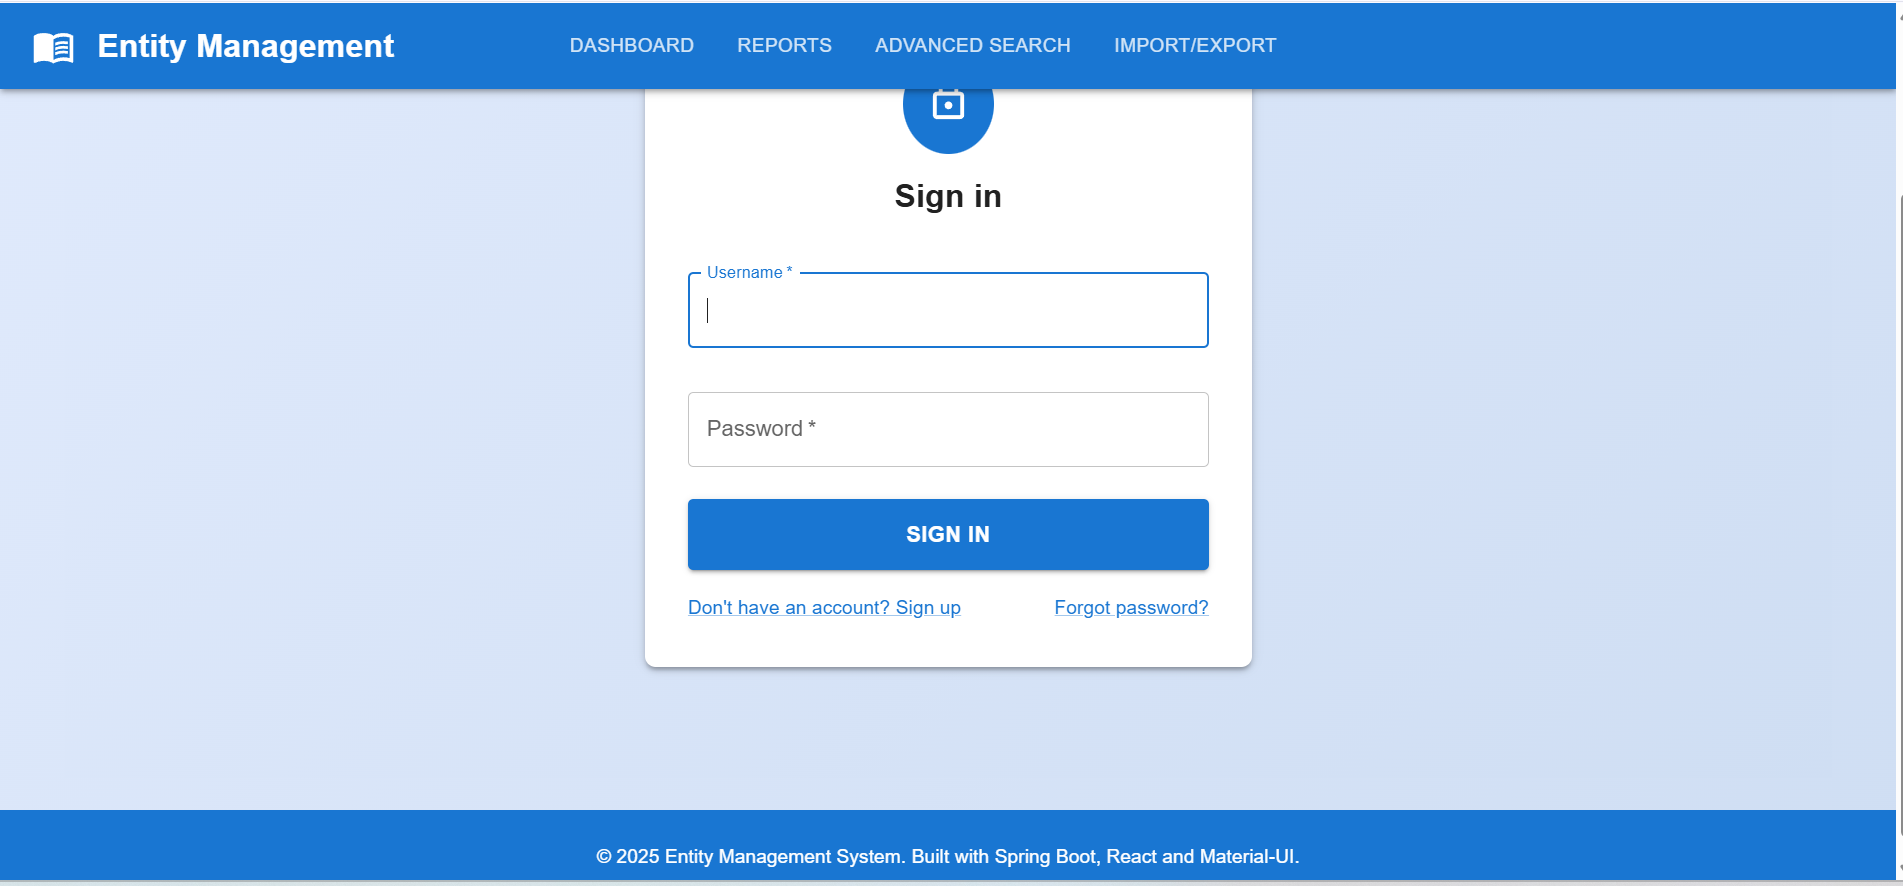 Entity Management
DASHBOARD
REPORTS
ADVANCED SEARCH
IMPORT/EXPORT
Sign in
Username *
Password *
SIGN IN
Don't have an account? Sign up
Forgot password?
© 2025 Entity Management System. Built with Spring Boot, React and Material-UI.